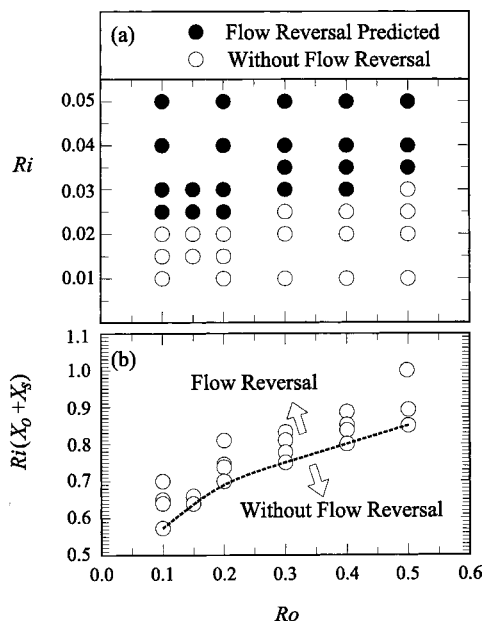 (a)
Flow Reversal Predicted
Without Flow Reversal
0.05
0.04
Ri
0.03
0.02
0.01
1.1
(b)
1.0
Flow Reversal
0.9
Ri(Xo+Xs)
0.8
0.7
Without Flow Reversal
0.6
0.5
0.0 0.1 0.2 0.3 0.4 0.5 0.6
Ro